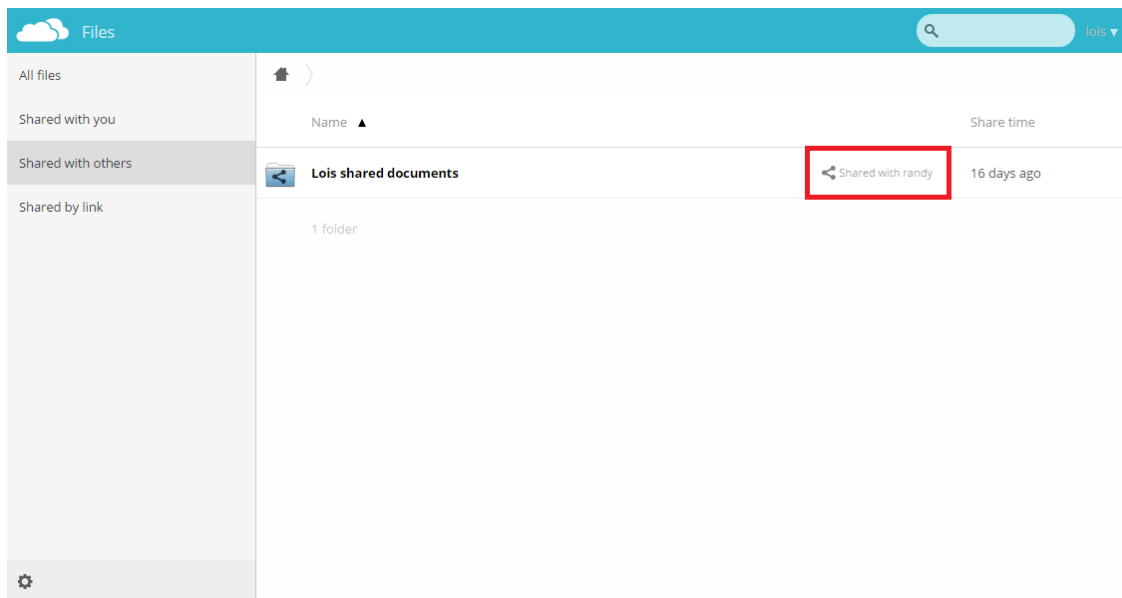 Files
lois ▼
All files
Shared with you
Shared with others
Shared by link
Name ▲ Share time
Lois shared documents Shared with randy 16 days ago
1 folder